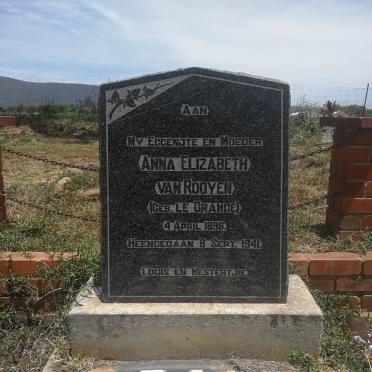 AAN
MY EGGENOTE EN MOEDER
ANNA ELIZABETH
VAN ROOYEN
(GEB. LE GRANGE)
4 APRIL 1898.
HEENGEGAAN 8 SEPT. 1941.
LOUIS EN HESTERTJIE.